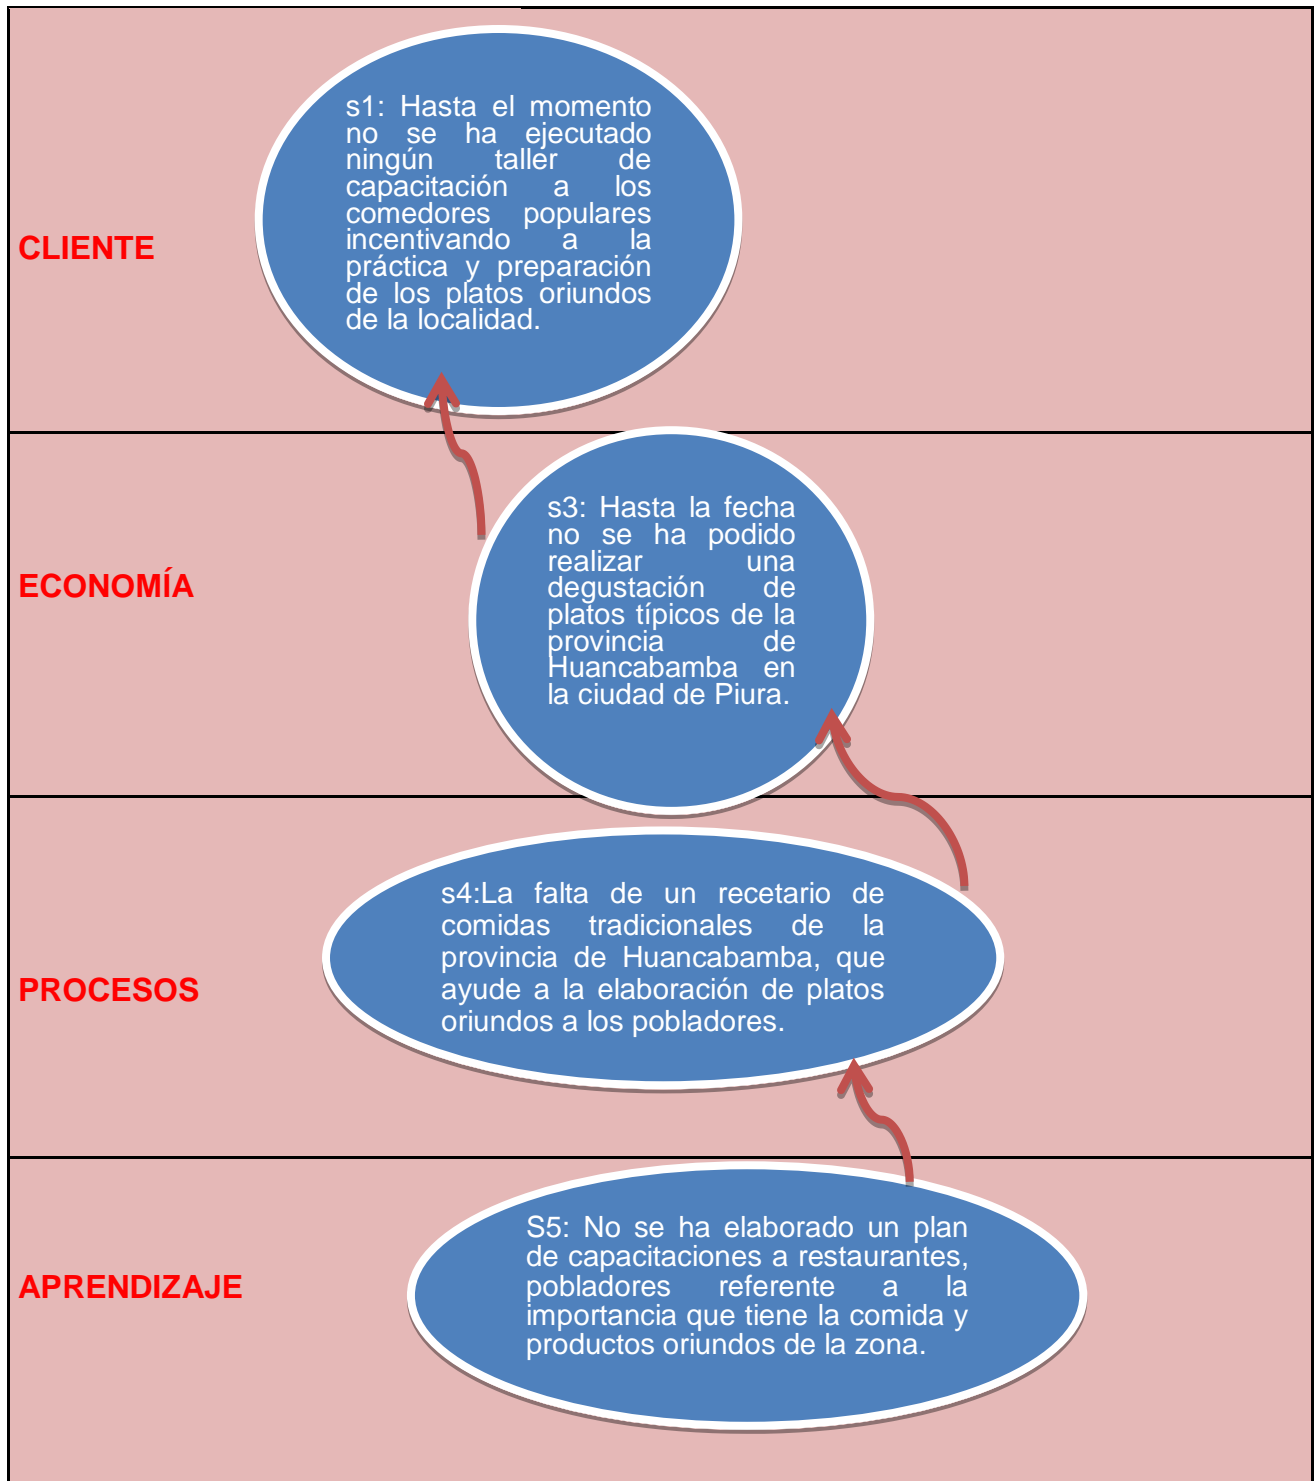 s1: Hasta el momento
no se ha ejecutado
ningún taller de
capacitación a los
comedores populares
incentivando a la
práctica y preparación
de los platos oriundos
de la localidad.
CLIENTE
s3: Hasta la fecha
no se ha podido
realizar una
degustación de
platos típicos de la
provincia de
Huancabamba en
la ciudad de Piura.
ECONOMÍA
s4:La falta de un recetario de
comidas tradicionales de la
provincia de Huancabamba, que
ayude a la elaboración de platos
oriundos a los pobladores.
PROCESOS
S5: No se ha elaborado un plan
de capacitaciones a restaurantes,
pobladores referente a la
importancia que tiene la comida y
productos oriundos de la zona.
APRENDIZAJE